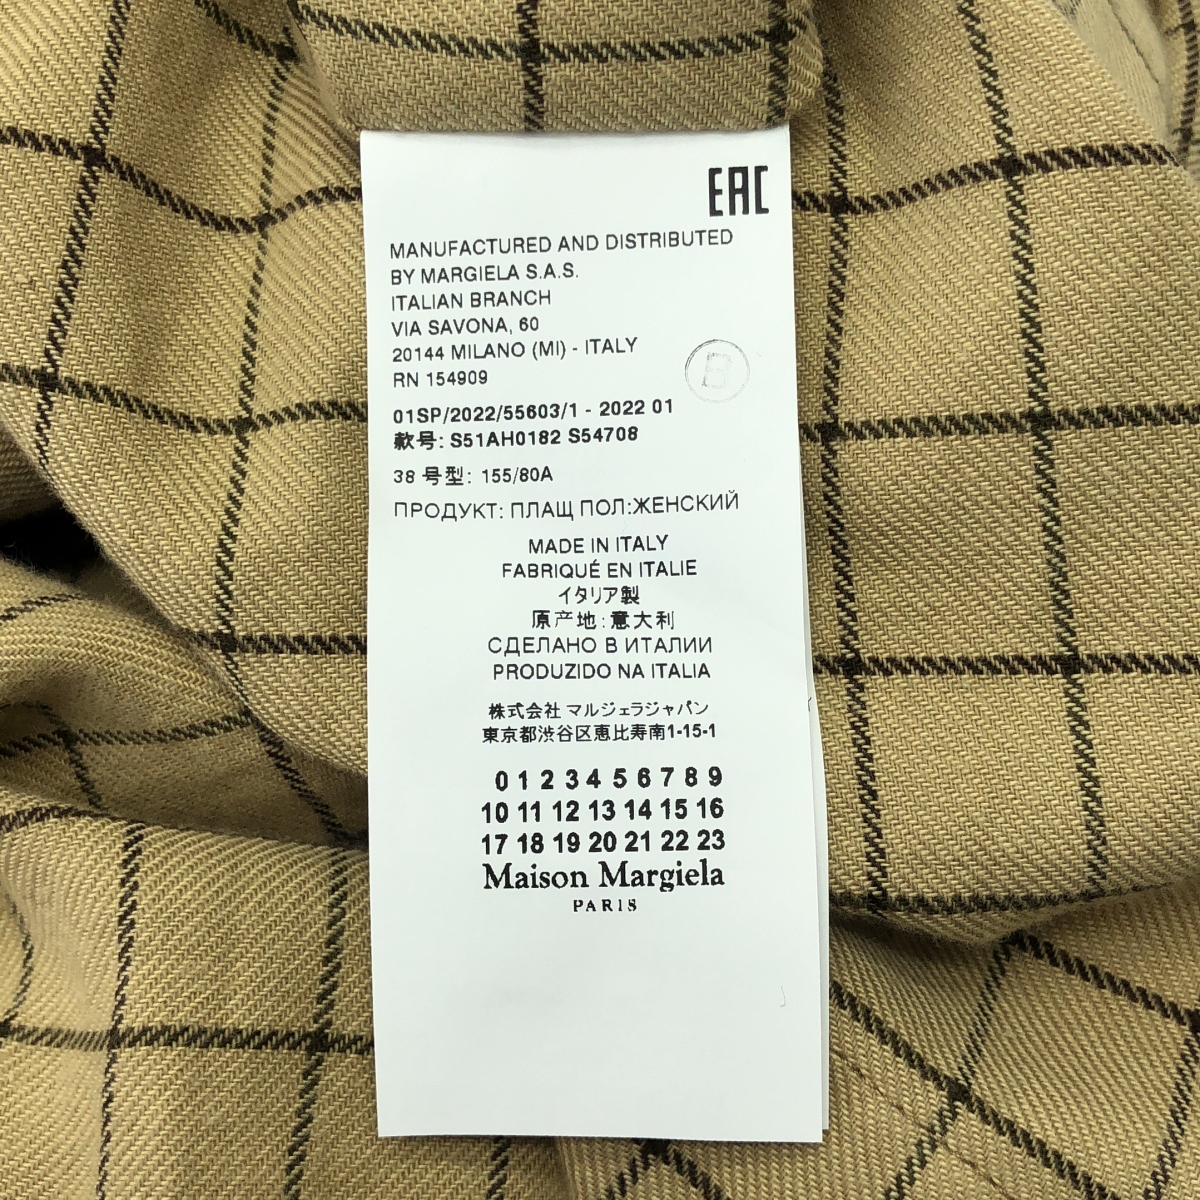 EAC
MANUFACTURED AND DISTRIBUTED
BY MARGIELA S.A.S.
ITALIAN BRANCH
VIA SAVONA, 60
20144 MILANO (MI) - ITALY
RN 154909
B
01SP/2022/55603/1 - 2022 01
款号: S51AH0182 S54708
38 号型: 155/80A
ПРОДУКТ: ПЛАЩ ПОЛ:ЖЕНСКИЙ
MADE IN ITALY
FABRIQUÉ EN ITALIE
イタリア製
原产地:意大利
СДЕЛАНО В ИТАЛИИ
PRODUZIDO NA ITALIA
株式会社 マルジェラジャパン
東京都渋谷区恵比寿南1-15-1
0 1 2 3 4 5 6 7 8 9
10 11 12 13 14 15 16
17 18 19 20 21 22 23
Maison Margiela
PARIS